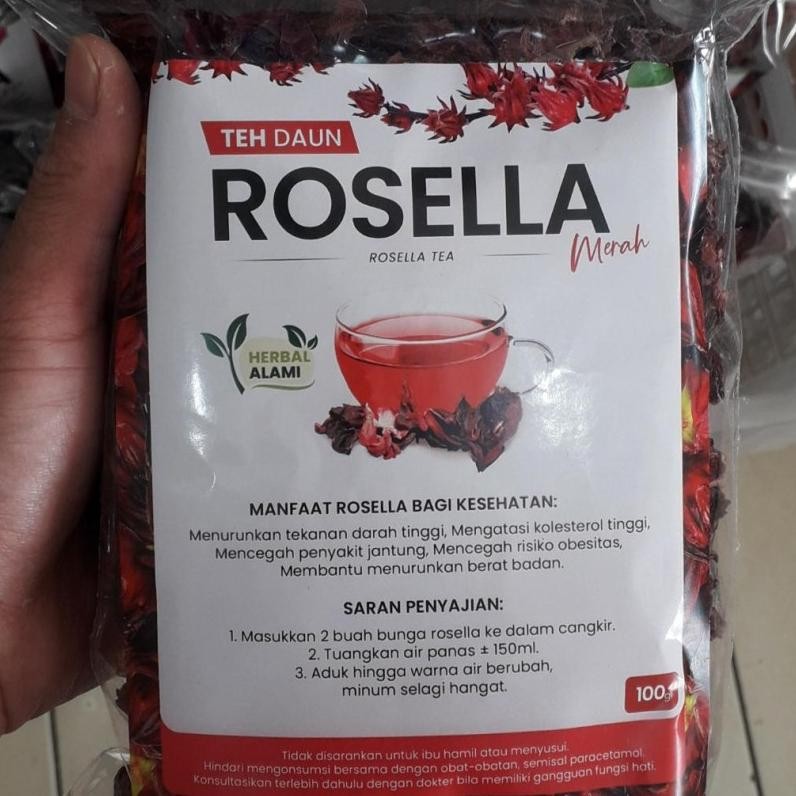 TEH DAUN
ROSELLA
Merah
ROSELLA TEA
HERBAL
ALAMI
MANFAAT ROSELLA BAGI KESEHATAN:
Menurunkan tekanan darah tinggi, Mengatasi kolesterol tinggi,
Mencegah penyakit jantung, Mencegah risiko obesitas,
Membantu menurunkan berat badan.
SARAN PENYAJIAN:
1. Masukkan 2 buah bunga rosella ke dalam cangkir.
2. Tuangkan air panas ± 150ml.
3. Aduk hingga warna air berubah,
minum selagi hangat.
100gr
Tidak disarankan untuk ibu hamil atau menyusui.
Hindari mengonsumsi bersama dengan obat-obatan, semisal paracetamol.
Konsultasikan terlebih dahulu dengan dokter bila memiliki gangguan fungsi hati.